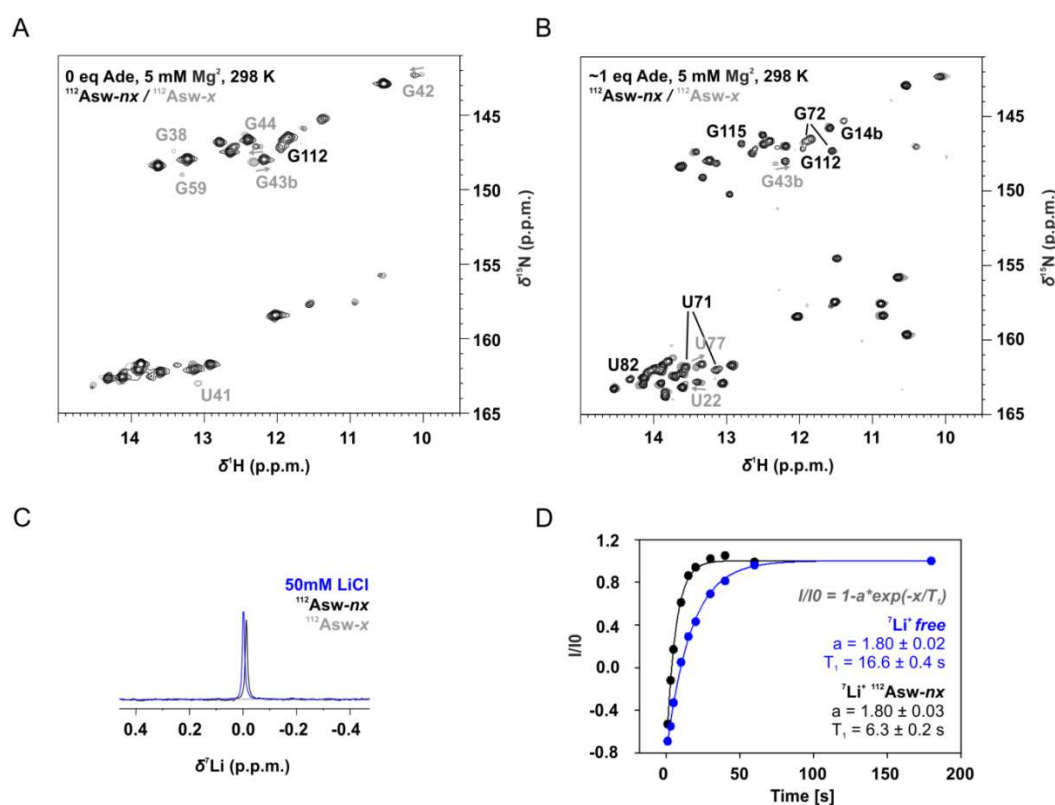 A
0 eq Ade, 5 mM Mg², 298 K
¹¹²Asw-nx / ¹¹²Asw-x
G42
G38
G44
G112
G59
G43b
U41
145
150
155
160
165
δ¹⁵N (p.p.m.)
14 13 12 11 10
δ¹H (p.p.m.)
B
~1 eq Ade, 5 mM Mg², 298 K
¹¹²Asw-nx / ¹¹²Asw-x
G72
G115
G14b
G112
G43b
U71
U77
U82
U22
145
150
155
160
165
δ¹⁵N (p.p.m.)
14 13 12 11 10
δ¹H (p.p.m.)
C
50mM LiCl
¹¹²Asw-nx
¹¹²Asw-x
0.4 0.2 0.0 -0.2 -0.4
δ⁷Li (p.p.m.)
D
1.2
0.8
0.4
0.0
-0.4
-0.8
I/I0
I/I0 = 1-a*exp(-x/T₁)
⁷Li⁺ free
a = 1.80 ± 0.02
T₁ = 16.6 ± 0.4 s
⁷Li⁺ ¹¹²Asw-nx
a = 1.80 ± 0.03
T₁ = 6.3 ± 0.2 s
0 50 100 150 200
Time [s]